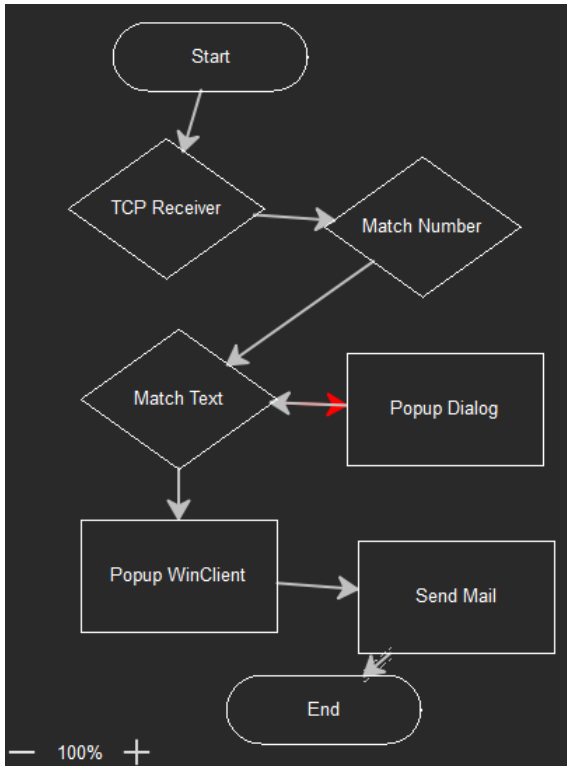 Start
TCP Receiver
Match Number
Match Text
Popup Dialog
Popup WinClient
Send Mail
End
100%